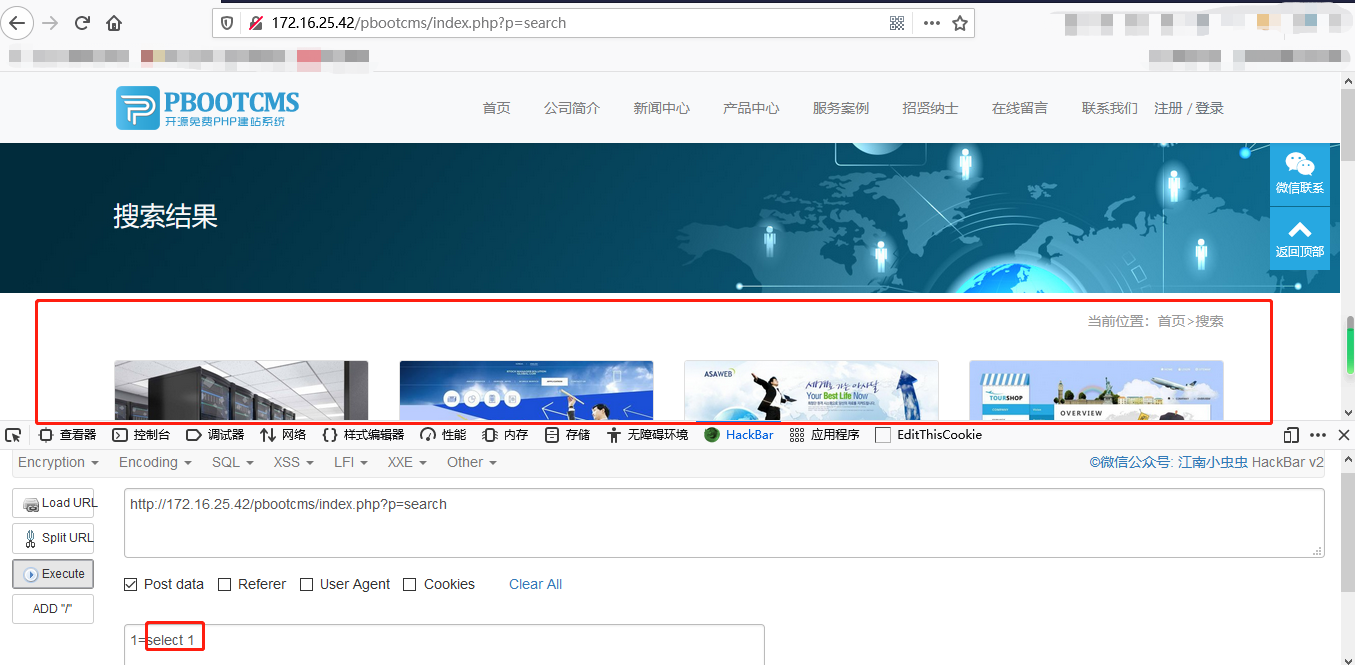 172.16.25.42/pbootcms/index.php?p=search
PBOOTCMS
开源免费PHP建站系统
首页 公司简介 新闻中心 产品中心 服务案例 招贤纳士 在线留言 联系我们 注册 / 登录
微信联系
搜索结果
返回顶部
当前位置：首页>搜索
ASAWEB
세계로 가는 아사달
Your Best Life Now
TOURSHOP
OVERVIEW
查看器 控制台 调试器 网络 样式编辑器 性能 内存 存储 无障碍环境 HackBar 应用程序 EditThisCookie
Encryption Encoding SQL XSS LFI XXE Other ©微信公众号: 江南小虫虫 HackBar v2
Load URL
http://172.16.25.42/pbootcms/index.php?p=search
Split URL
Execute
Post data Referer User Agent Cookies Clear All
ADD "/"
1=select 1